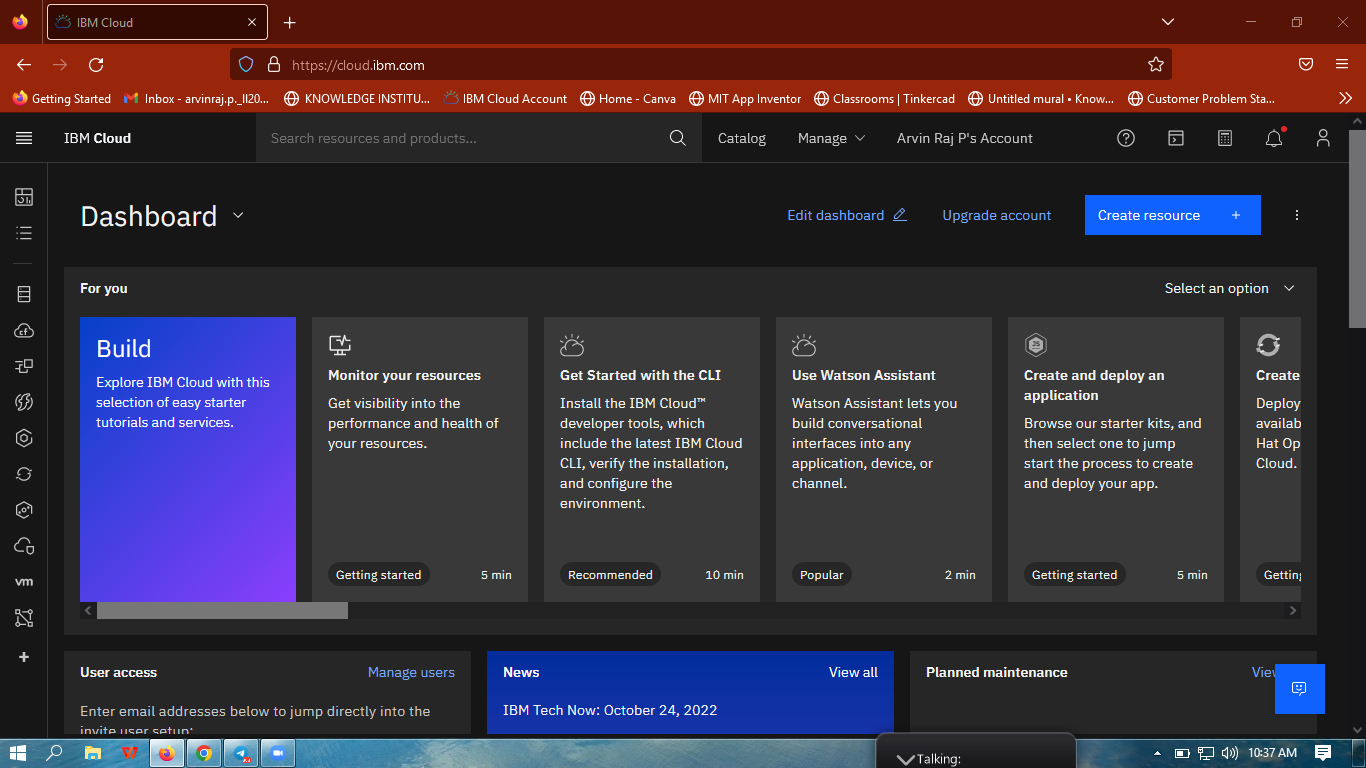 IBM Cloud
https://cloud.ibm.com
Getting Started
Inbox - arvinraj.p._II20...
KNOWLEDGE INSTITU...
IBM Cloud Account
Home - Canva
MIT App Inventor
Classrooms | Tinkercad
Untitled mural • Know...
Customer Problem Sta...
IBM Cloud
Search resources and products...
Catalog
Manage
Arvin Raj P's Account
Dashboard
Edit dashboard
Upgrade account
Create resource +
For you
Select an option
Build
Explore IBM Cloud with this
selection of easy starter
tutorials and services.
Monitor your resources
Get visibility into the
performance and health of
your resources.
Getting started
5 min
Get Started with the CLI
Install the IBM Cloud™
developer tools, which
include the latest IBM Cloud
CLI, verify the installation,
and configure the
environment.
Recommended
10 min
Use Watson Assistant
Watson Assistant lets you
build conversational
interfaces into any
application, device, or
channel.
Popular
2 min
Create and deploy an
application
Browse our starter kits, and
then select one to jump
start the process to create
and deploy your app.
Getting started
5 min
Create
Deploy
availab
Hat Op
Cloud.
Getting
cf
vm
User access
Manage users
Enter email addresses below to jump directly into the
invite user setup:
News
View all
IBM Tech Now: October 24, 2022
Planned maintenance
View
Talking:
10:37 AM